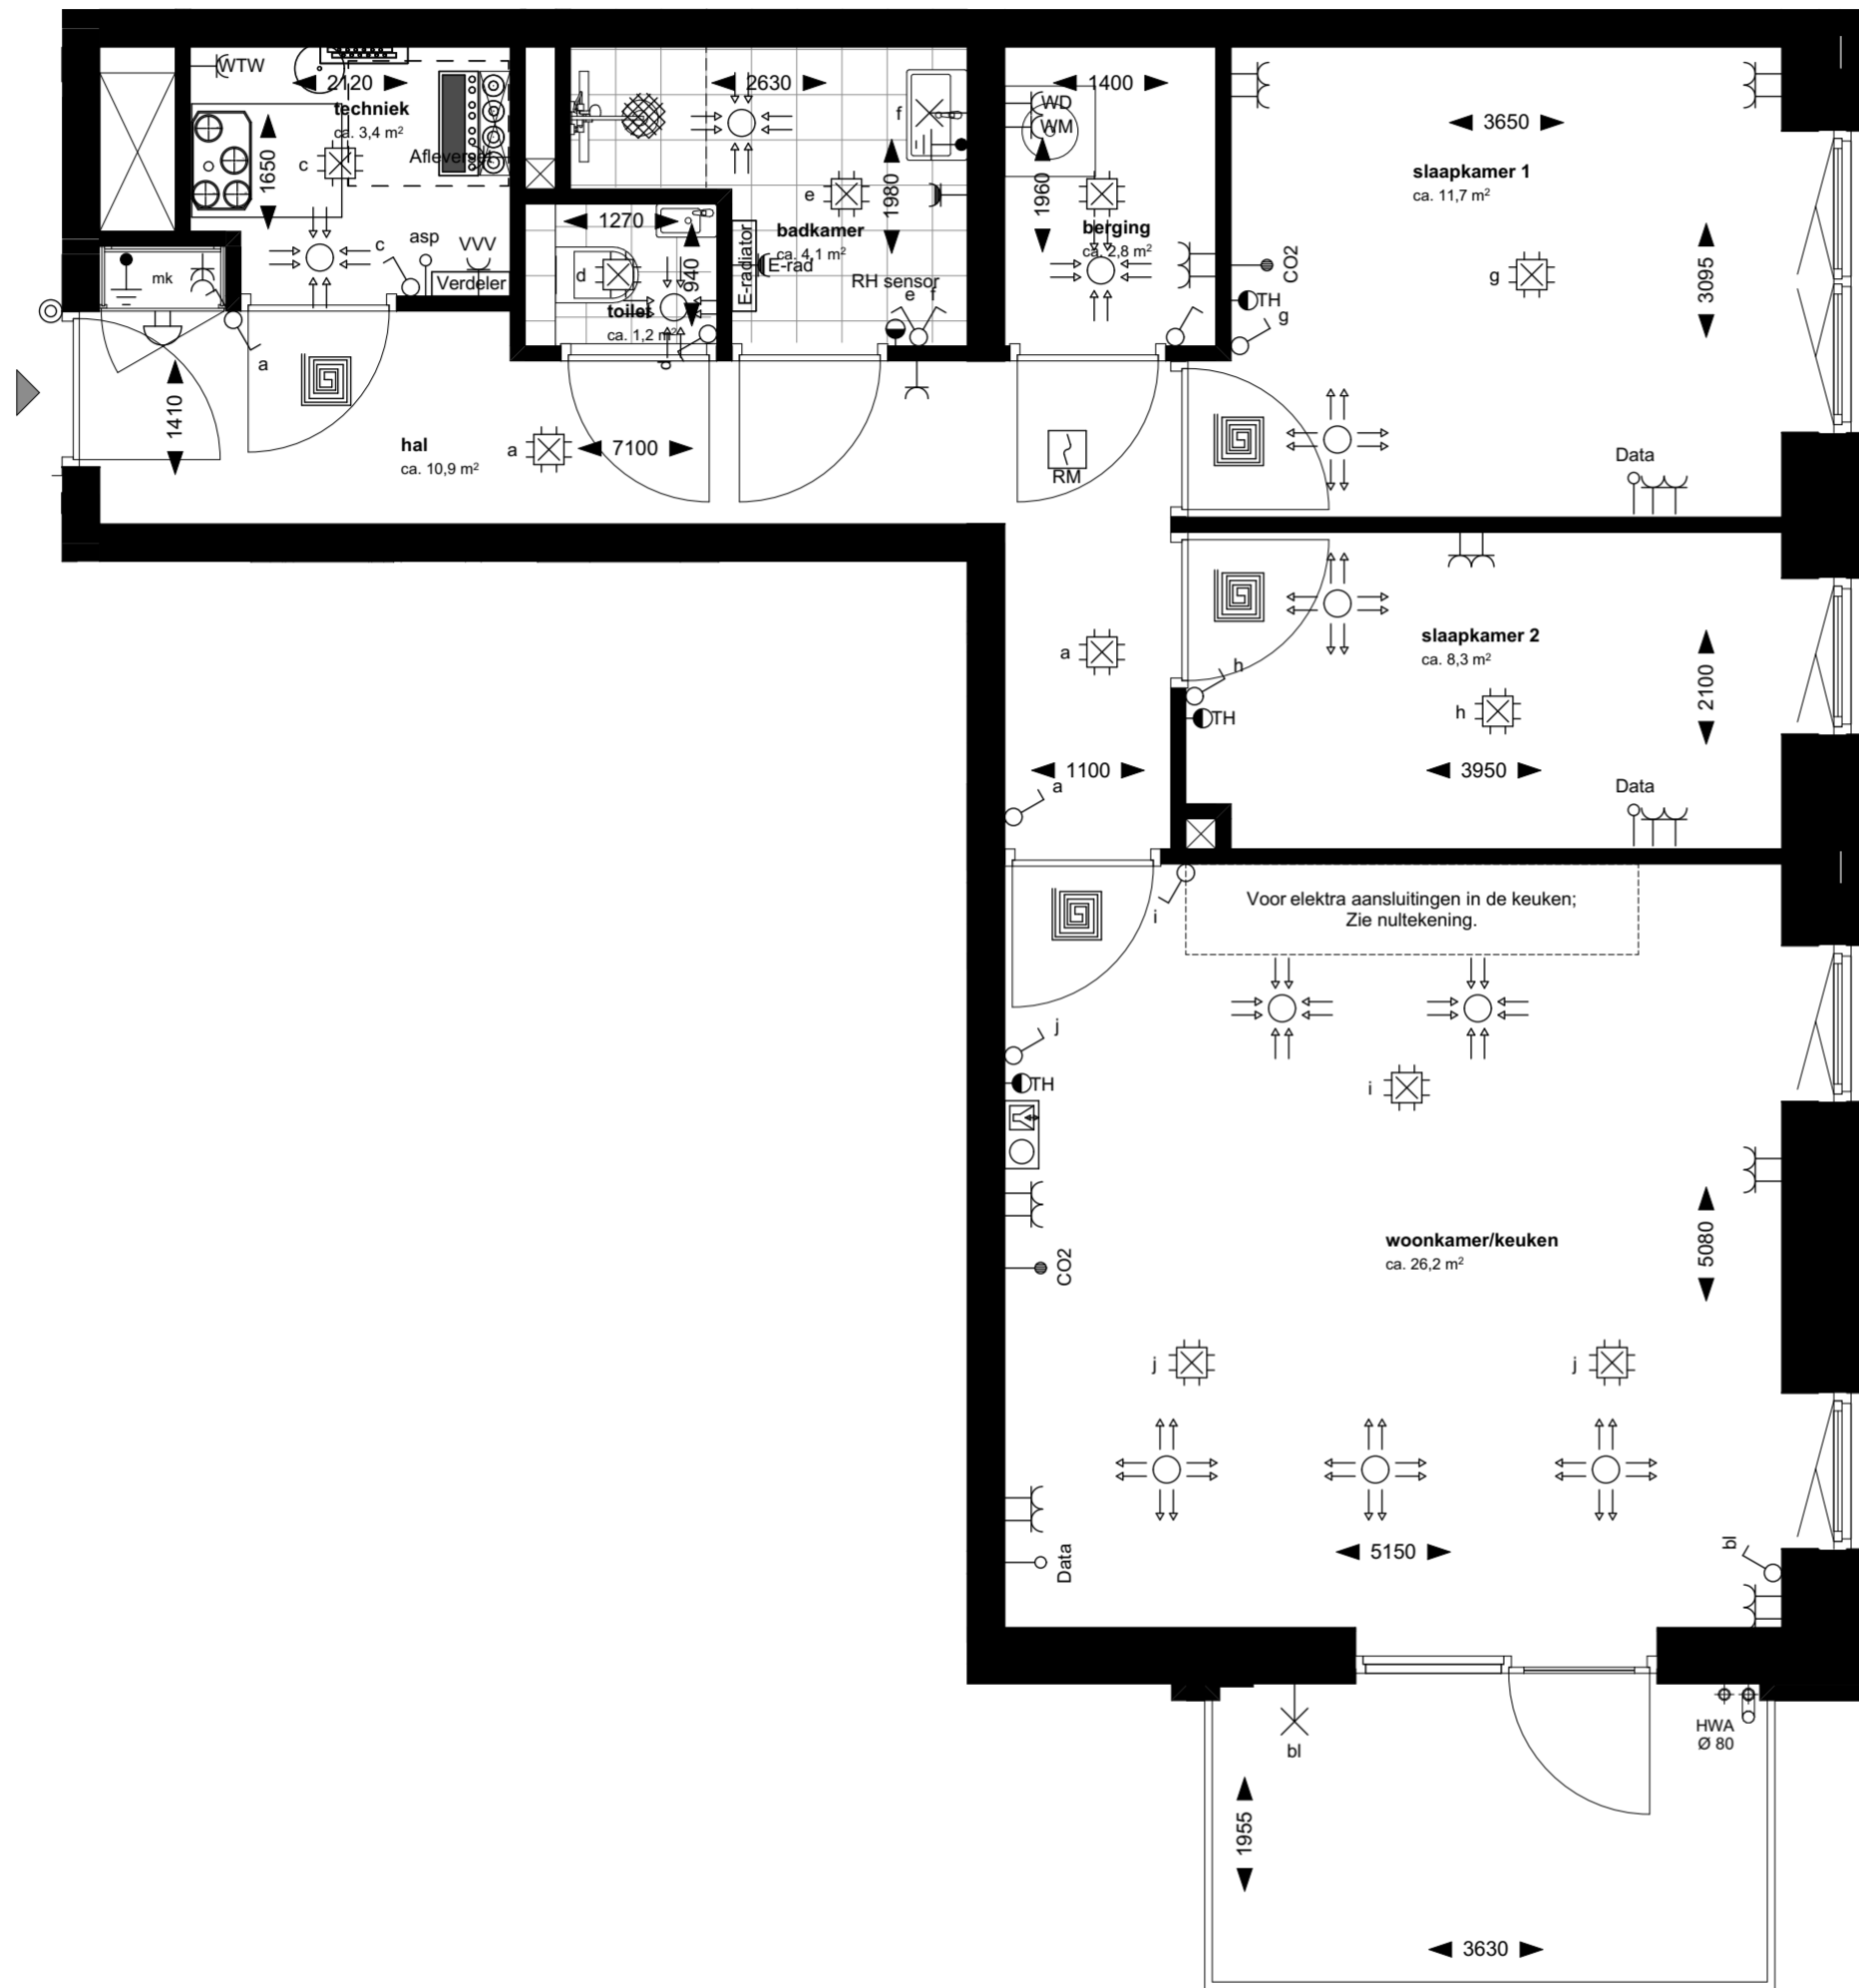 WTW
2120
techniek
ca. 3,4 m²
c
1650
Afleverset
c
asp
VVV
Verdeler
mk
a
1410
2630
f
e
1980
badkamer
ca. 4,1 m²
E-radiator
E-rad
RH sensor
e
f
1270
940
d
toilet
ca. 1,2 m²
d
1400
WD
WM
1960
berging
ca. 2,8 m²
3650
slaapkamer 1
ca. 11,7 m²
CO2
TH
g
g
3095
Data
hal
ca. 10,9 m²
a
7100
RM
slaapkamer 2
ca. 8,3 m²
a
h
TH
h
2100
3950
1100
a
Data
Voor elektra aansluitingen in de keuken;
Zie nultekening.
i
j
TH
i
CO2
woonkamer/keuken
ca. 26,2 m²
5080
j
j
5150
Data
bl
HWA
Ø 80
bl
1955
3630